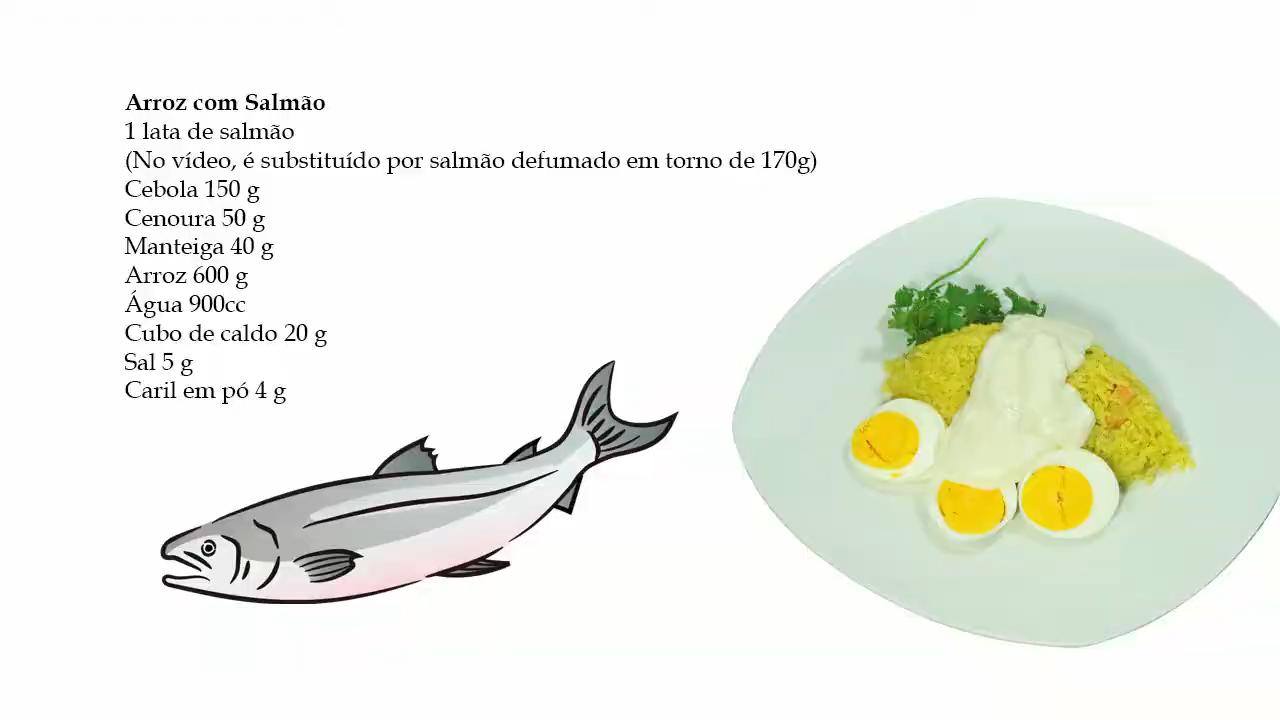 Arroz com Salmão
1 lata de salmão
(No vídeo, é substituído por salmão defumado em torno de 170g)
Cebola 150 g
Cenoura 50 g
Manteiga 40 g
Arroz 600 g
Água 900cc
Cubo de caldo 20 g
Sal 5 g
Caril em pó 4 g